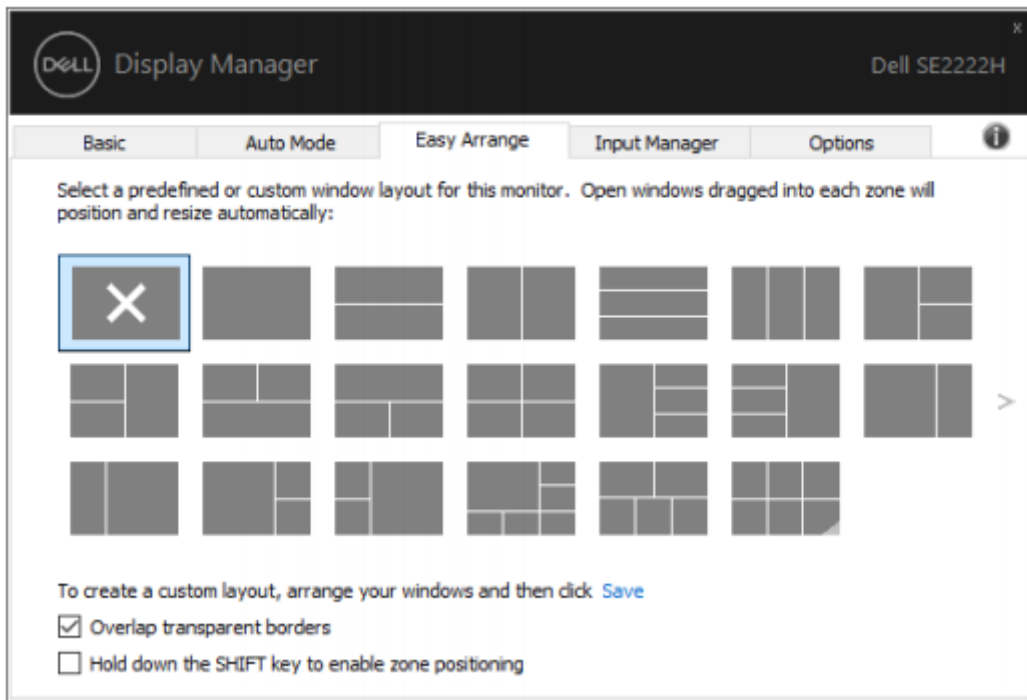 x
DELL
Display Manager
Dell SE2222H
Basic
Auto Mode
Easy Arrange
Input Manager
Options
i
Select a predefined or custom window layout for this monitor. Open windows dragged into each zone will
position and resize automatically:
>
To create a custom layout, arrange your windows and then click Save
Overlap transparent borders
Hold down the SHIFT key to enable zone positioning